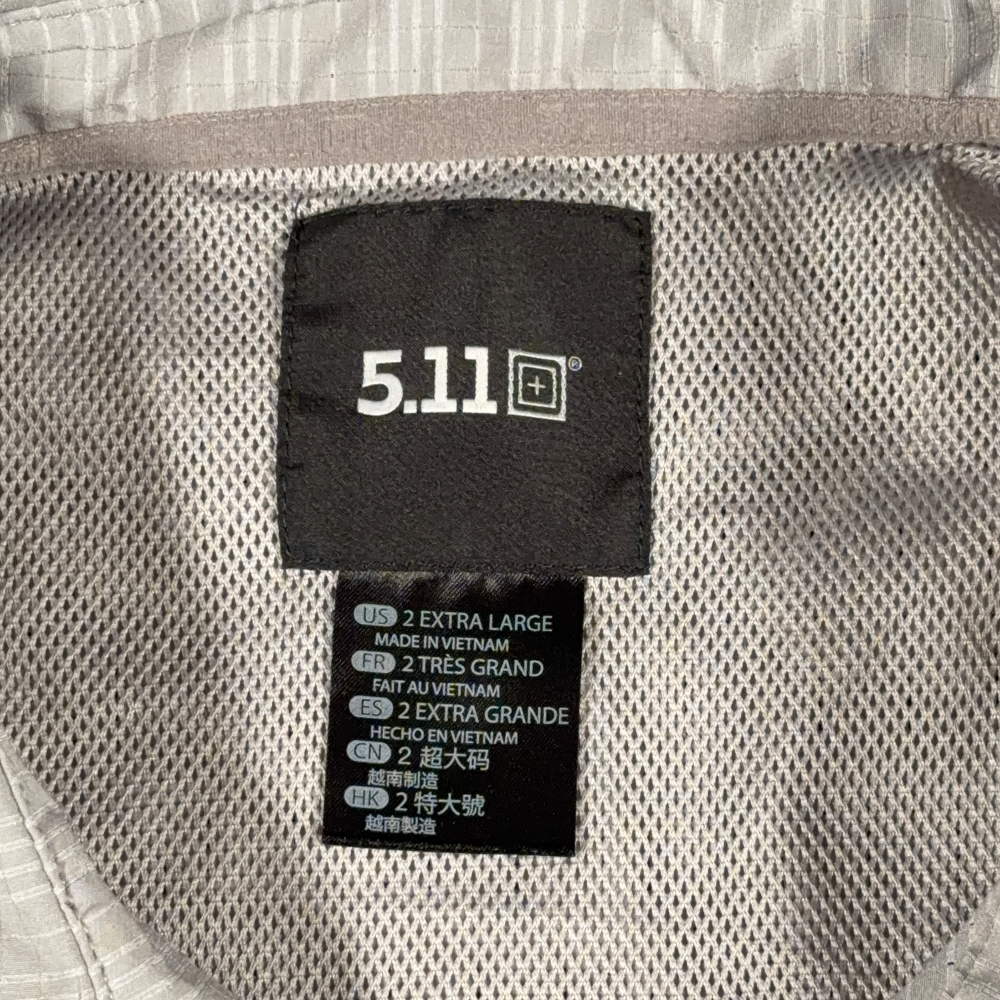 5.11®
US 2 EXTRA LARGE
MADE IN VIETNAM
FR 2 TRÈS GRAND
FAIT AU VIETNAM
ES 2 EXTRA GRANDE
HECHO EN VIETNAM
CN 2 超大码
越南制造
HK 2 特大號
越南製造